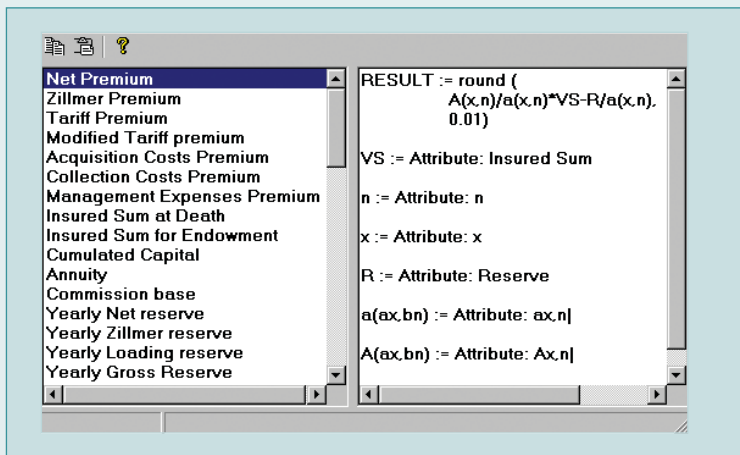 Net Premium
Zillmer Premium
Tariff Premium
Modified Tariff premium
Acquisition Costs Premium
Collection Costs Premium
Management Expenses Premium
Insured Sum at Death
Insured Sum for Endowment
Cumulated Capital
Annuity
Commission base
Yearly Net reserve
Yearly Zillmer reserve
Yearly Loading reserve
Yearly Gross Reserve
RESULT := round (
A(x,n)/a(x,n)*VS-R/a(x,n),
0.01)
VS := Attribute: Insured Sum
n := Attribute: n
x := Attribute: x
R := Attribute: Reserve
a(ax,bn) := Attribute: ax,n|
A(ax,bn) := Attribute: Ax,n|